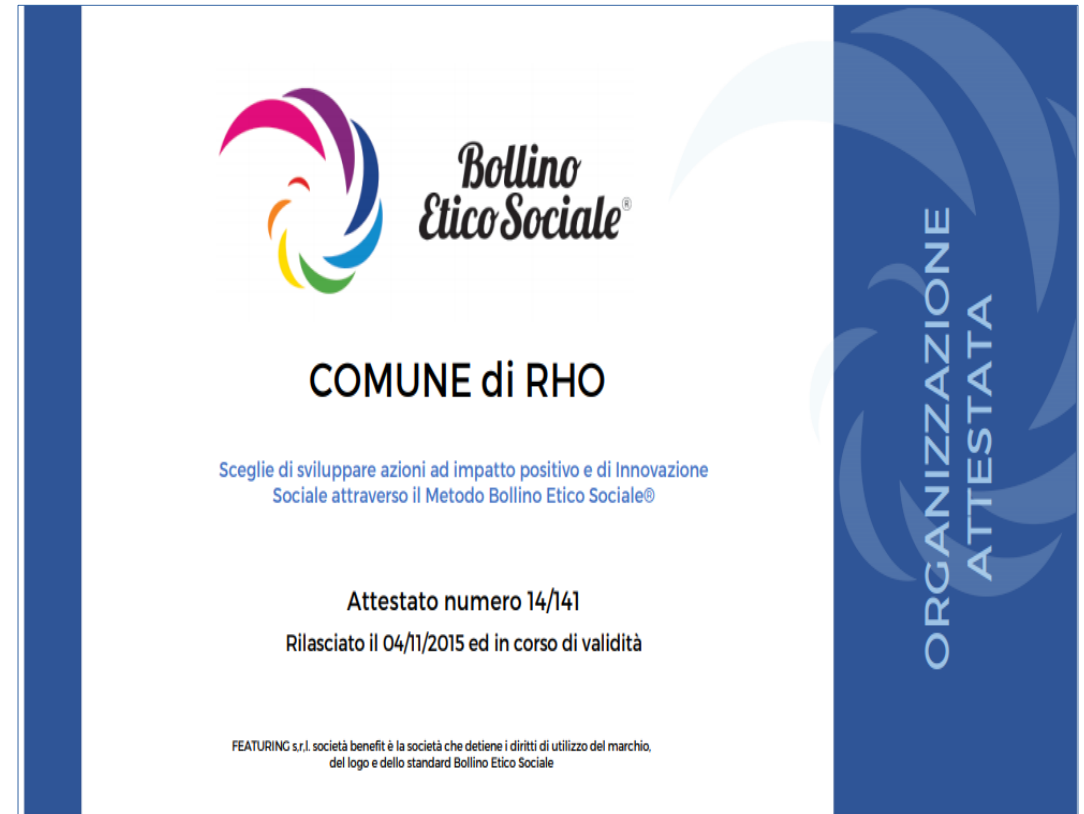 Bollino
Etico Sociale®
COMUNE di RHO
Sceglie di sviluppare azioni ad impatto positivo e di Innovazione
Sociale attraverso il Metodo Bollino Etico Sociale®
Attestato numero 14/141
Rilasciato il 04/11/2015 ed in corso di validità
FEATURING s.r,l. società benefit è la società che detiene i diritti di utilizzo del marchio,
del logo e dello standard Bollino Etico Sociale
ORGANIZZAZIONE
ATTESTATA